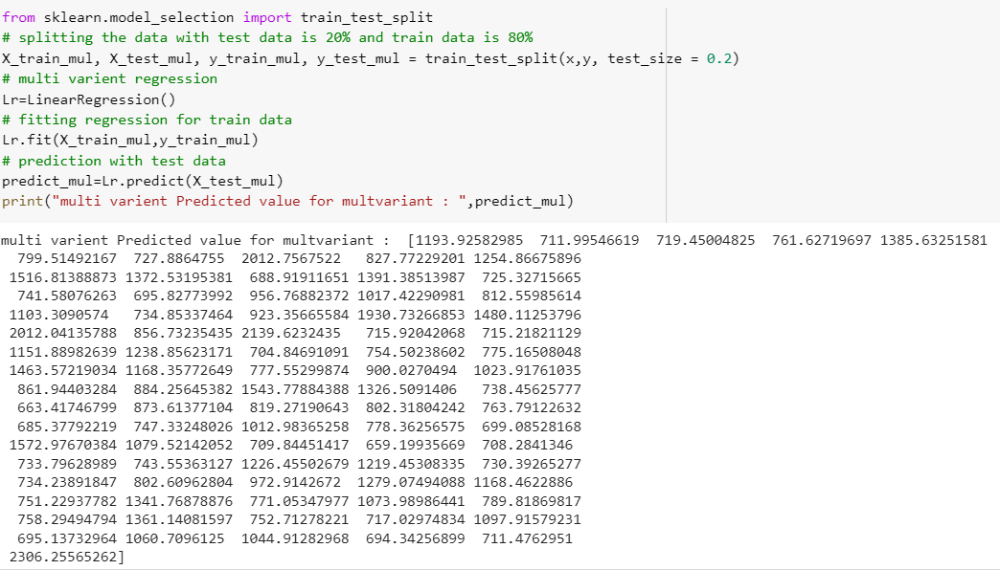 from sklearn.model_selection import train_test_split
# splitting the data with test data is 20% and train data is 80%
X_train_mul, X_test_mul, y_train_mul, y_test_mul = train_test_split(x,y, test_size = 0.2)
# multi varient regression
Lr=LinearRegression()
# fitting regression for train data
Lr.fit(X_train_mul,y_train_mul)
# prediction with test data
predict_mul=Lr.predict(X_test_mul)
print("multi varient Predicted value for multvariant : ",predict_mul)
multi varient Predicted value for multvariant :  [1193.92582985  711.99546619  719.45004825  761.62719697 1385.63251581
  799.51492167  727.8864755  2012.7567522   827.77229201 1254.86675896
 1516.81388873 1372.53195381  688.91911651 1391.38513987  725.32715665
  741.58076263  695.82773992  956.76882372 1017.42290981  812.55985614
 1103.3090574   734.85337464  923.35665584 1930.73266853 1480.11253796
 2012.04135788  856.73235435 2139.6232435   715.92042068  715.21821129
 1151.88982639 1238.85623171  704.84691091  754.50238602  775.16508048
 1463.57219034 1168.35772649  777.55299874  900.0270494  1023.91761035
  861.94403284  884.25645382 1543.77884388 1326.5091406   738.45625777
  663.41746799  873.61377104  819.27190643  802.31804242  763.79122632
  685.37792219  747.33248026 1012.98365258  778.36256575  699.08528168
 1572.97670384 1079.52142052  709.84451417  659.19935669  708.2841346
  733.79628989  743.55363127 1226.45502679 1219.45308335  730.39265277
  734.23891847  802.60962804  972.9142672  1279.07494088 1168.4622886
  751.22937782 1341.76878876  771.05347977 1073.98986441  789.81869817
  758.29494794 1361.14081597  752.71278221  717.02974834 1097.91579231
  695.13732964 1060.7096125  1044.91282968  694.34256899  711.4762951
 2306.25565262]